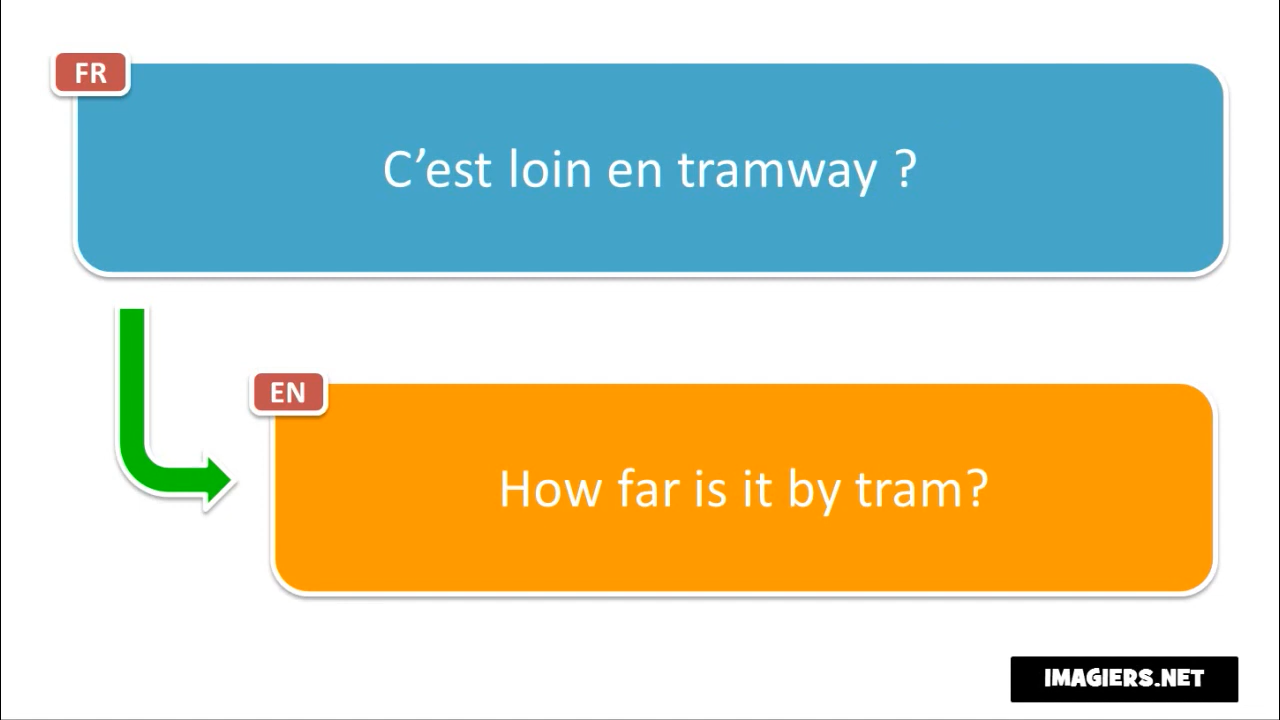 FR
C’est loin en tramway ?
EN
How far is it by tram?
IMAGIERS.NET